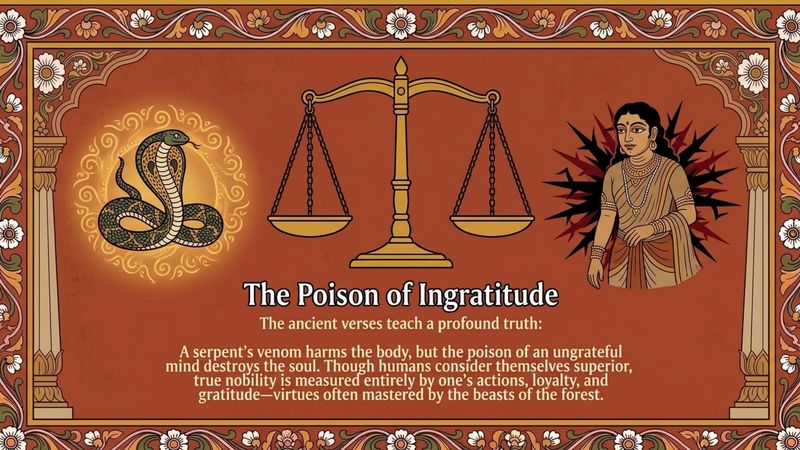 The Poison of Ingratitude
The ancient verses teach a profound truth:
A serpent's venom harms the body, but the poison of an ungrateful
mind destroys the soul. Though humans consider themselves superior,
true nobility is measured entirely by one's actions, loyalty, and
gratitude—virtues often mastered by the beasts of the forest.